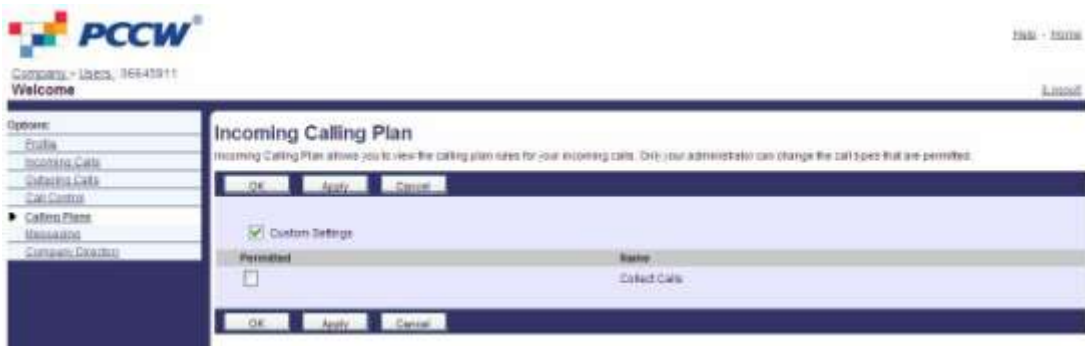 PCCW®
Help - Home
Company > Users : 36643911
Welcome
[Logout]
Options:
Profile
Incoming Calls
Outgoing Calls
Call Control
Calling Plans
Messaging
Company Directory
Incoming Calling Plan
Incoming Calling Plan allows you to view the calling plan rules for your incoming calls. Only your administrator can change the call types that are permitted.
OK Apply Cancel
Custom Settings
Permitted Name
Collect Calls
OK Apply Cancel